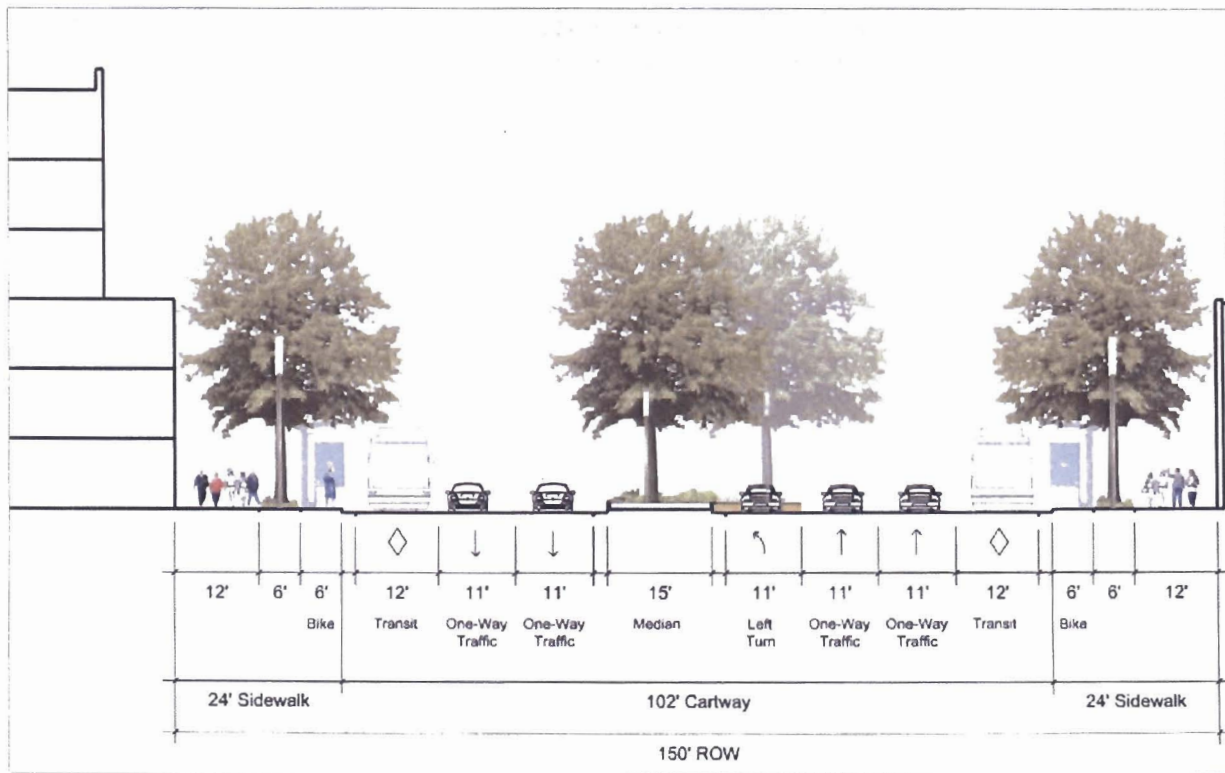 12' 6' 6' 12' 11' 11' 15' 11' 11' 11' 12' 6' 6' 12'
Bike Transit One-Way Traffic One-Way Traffic Median Left Turn One-Way Traffic One-Way Traffic Transit Bike
24' Sidewalk 102' Cartway 24' Sidewalk
150' ROW